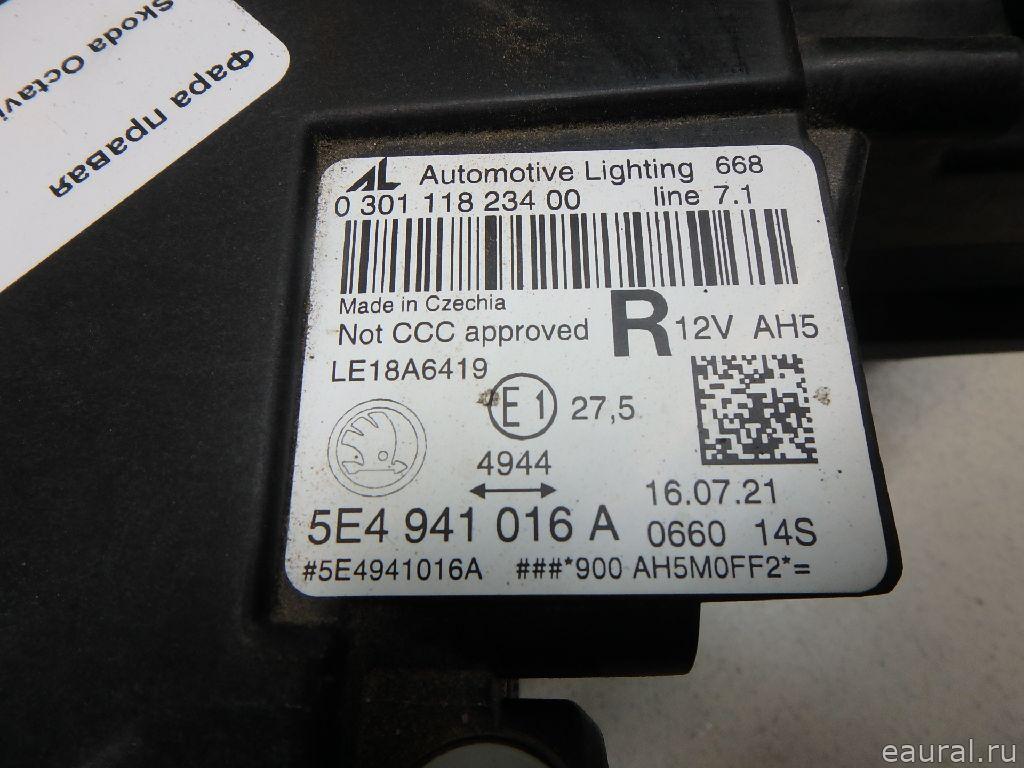 Фара правая
Skoda Octavi
AL Automotive Lighting 668
0 301 118 234 00 line 7.1
Made in Czechia
Not CCC approved R 12V AH5
LE18A6419
E1 27,5
4944
16.07.21
5E4 941 016 A 0660 14S
#5E4941016A ###*900 AH5M0FF2*=
eaural.ru